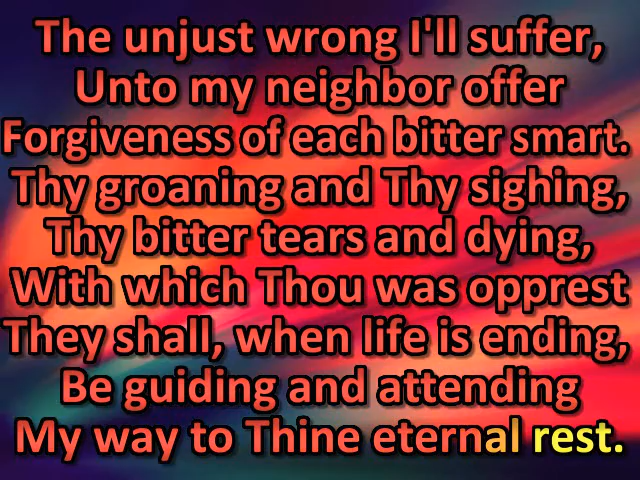 The unjust wrong I'll suffer,
Unto my neighbor offer
Forgiveness of each bitter smart.
Thy groaning and Thy sighing,
Thy bitter tears and dying,
With which Thou was opprest
They shall, when life is ending,
Be guiding and attending
My way to Thine eternal rest.